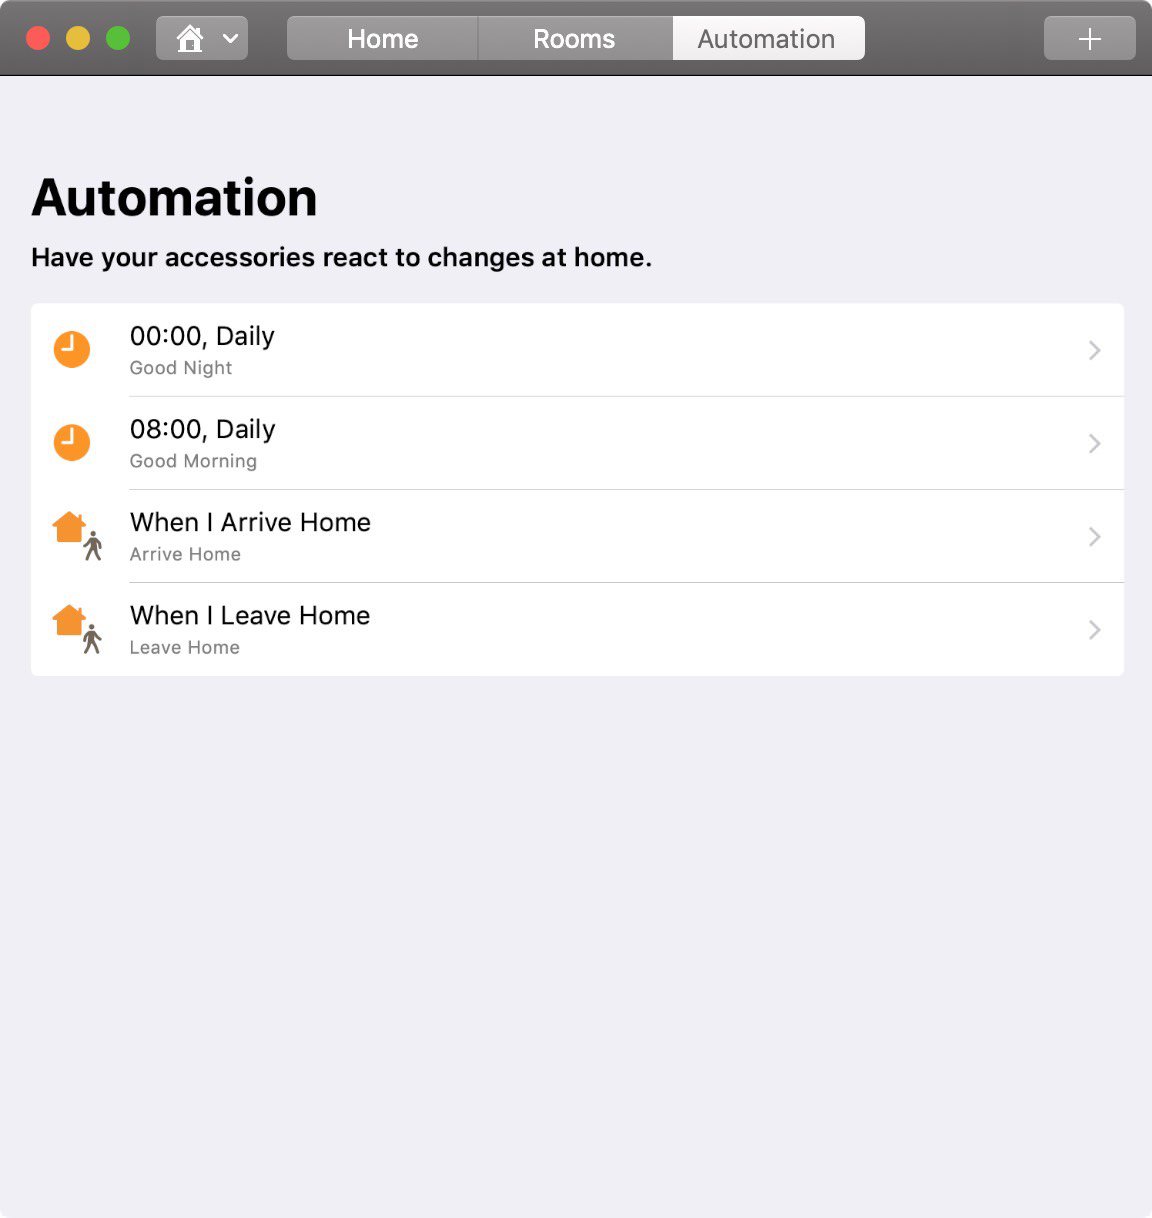 Home Rooms Automation
Automation
Have your accessories react to changes at home.
00:00, Daily
Good Night
08:00, Daily
Good Morning
When I Arrive Home
Arrive Home
When I Leave Home
Leave Home